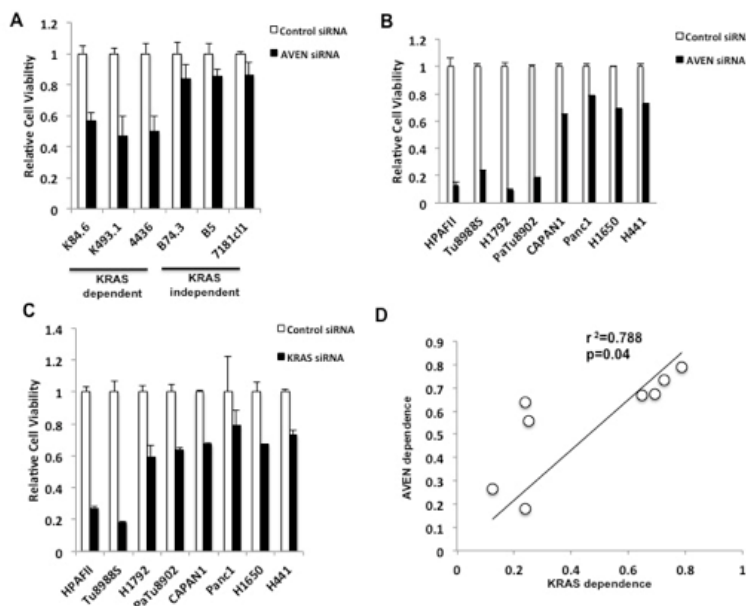 A
Control siRNA
AVEN siRNA
Relative Cell Viability
1.2
1
0.8
0.6
0.4
0.2
0
K84.6
K493.1
4436
B74.3
B5
7181cl1
KRAS
dependent
KRAS
independent
B
Control siRNA
AVEN siRNA
Relative Cell Viability
1.2
1
0.8
0.6
0.4
0.2
0
HPAFII
Tu8988S
H1792
PaTu8902
CAPAN1
Panc1
H1650
H441
C
Control siRNA
KRAS siRNA
Relative Cell Viability
1.4
1.2
1
0.8
0.6
0.4
0.2
0
HPAFII
Tu8988S
H1792
PaTu8902
CAPAN1
Panc1
H1650
H441
D
r²=0.788
p=0.04
AVEN dependence
0.9
0.8
0.7
0.6
0.5
0.4
0.3
0.2
0.1
0
0
0.2
0.4
0.6
0.8
1
KRAS dependence